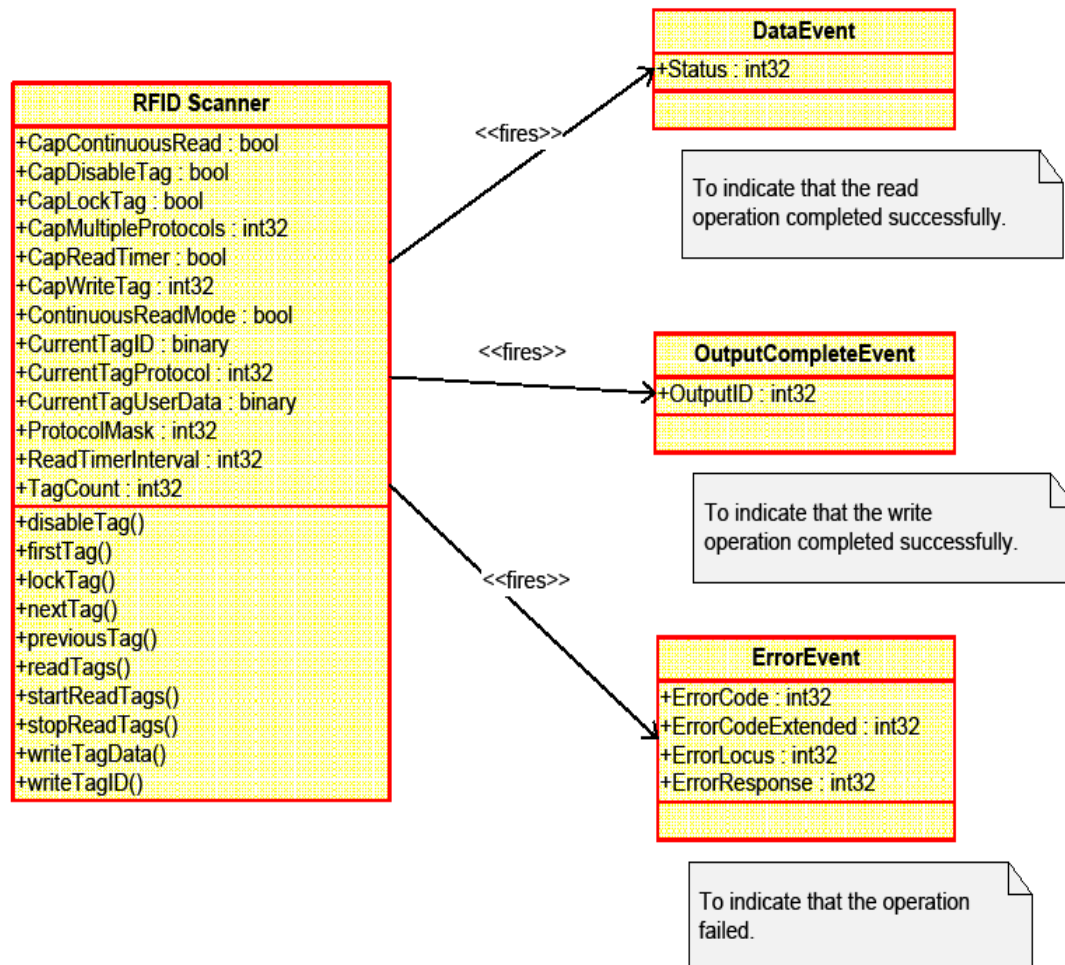 RFID Scanner
+CapContinuousRead : bool
+CapDisableTag : bool
+CapLockTag : bool
+CapMultipleProtocols : int32
+CapReadTimer : bool
+CapWriteTag : int32
+ContinuousReadMode : bool
+CurrentTagID : binary
+CurrentTagProtocol : int32
+CurrentTagUserData : binary
+ProtocolMask : int32
+ReadTimerInterval : int32
+TagCount : int32
+disableTag()
+firstTag()
+lockTag()
+nextTag()
+previousTag()
+readTags()
+startReadTags()
+stopReadTags()
+writeTagData()
+writeTagID()
<<fires>>
DataEvent
+Status : int32
To indicate that the read
operation completed successfully.
<<fires>>
OutputCompleteEvent
+OutputID : int32
To indicate that the write
operation completed successfully.
<<fires>>
ErrorEvent
+ErrorCode : int32
+ErrorCodeExtended : int32
+ErrorLocus : int32
+ErrorResponse : int32
To indicate that the operation
failed.